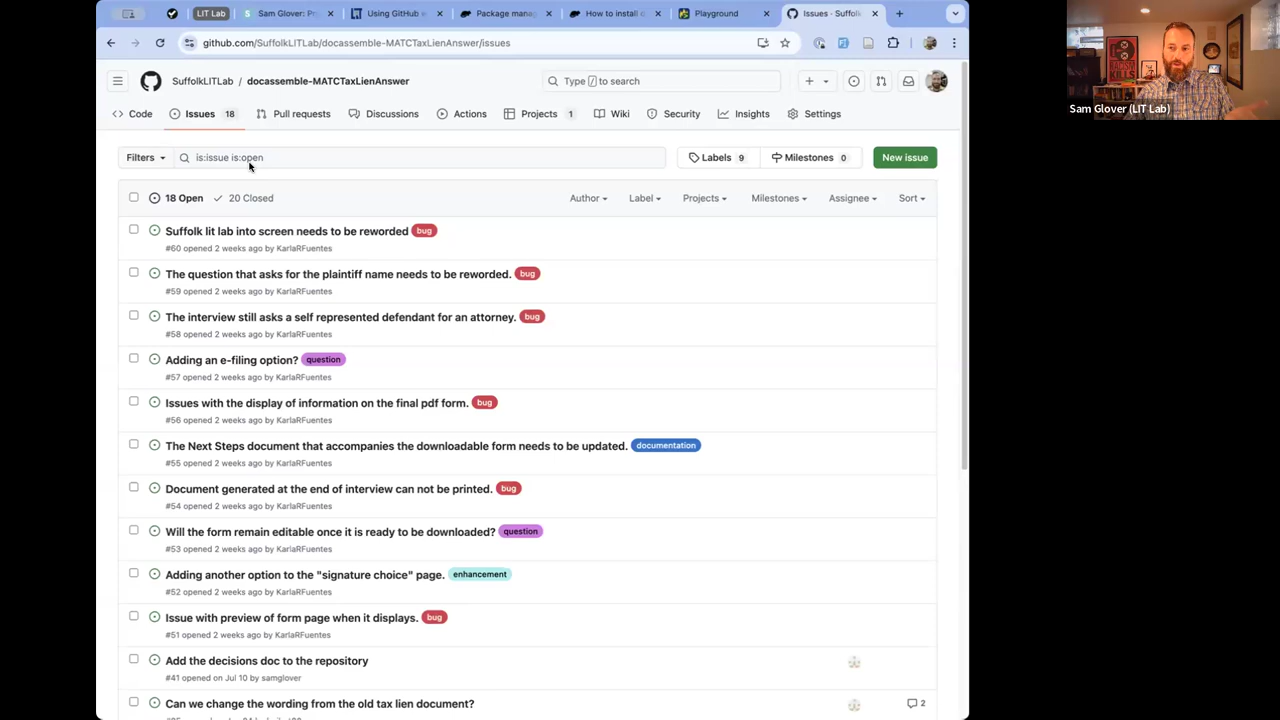 LIT Lab
Sam Glover: Pr
Using GitHub w
Package manag
How to install d
Playground
Issues · Suffolk
github.com/SuffolkLITLab/docassemble-MATCTaxLienAnswer/issues
SuffolkLITLab / docassemble-MATCTaxLienAnswer
Type / to search
Code
Issues 18
Pull requests
Discussions
Actions
Projects 1
Wiki
Security
Insights
Settings
Filters
is:issue is:open
Labels 9
Milestones 0
New issue
18 Open
20 Closed
Author
Label
Projects
Milestones
Assignee
Sort
Suffolk lit lab into screen needs to be reworded bug
#60 opened 2 weeks ago by KarlaRFuentes
The question that asks for the plaintiff name needs to be reworded. bug
#59 opened 2 weeks ago by KarlaRFuentes
The interview still asks a self represented defendant for an attorney. bug
#58 opened 2 weeks ago by KarlaRFuentes
Adding an e-filing option? question
#57 opened 2 weeks ago by KarlaRFuentes
Issues with the display of information on the final pdf form. bug
#56 opened 2 weeks ago by KarlaRFuentes
The Next Steps document that accompanies the downloadable form needs to be updated. documentation
#55 opened 2 weeks ago by KarlaRFuentes
Document generated at the end of interview can not be printed. bug
#54 opened 2 weeks ago by KarlaRFuentes
Will the form remain editable once it is ready to be downloaded? question
#53 opened 2 weeks ago by KarlaRFuentes
Adding another option to the "signature choice" page. enhancement
#52 opened 2 weeks ago by KarlaRFuentes
Issue with preview of form page when it displays. bug
#51 opened 2 weeks ago by KarlaRFuentes
Add the decisions doc to the repository
#41 opened on Jul 10 by samglover
Can we change the wording from the old tax lien document?
2
KILLS
Sam Glover (LIT Lab)